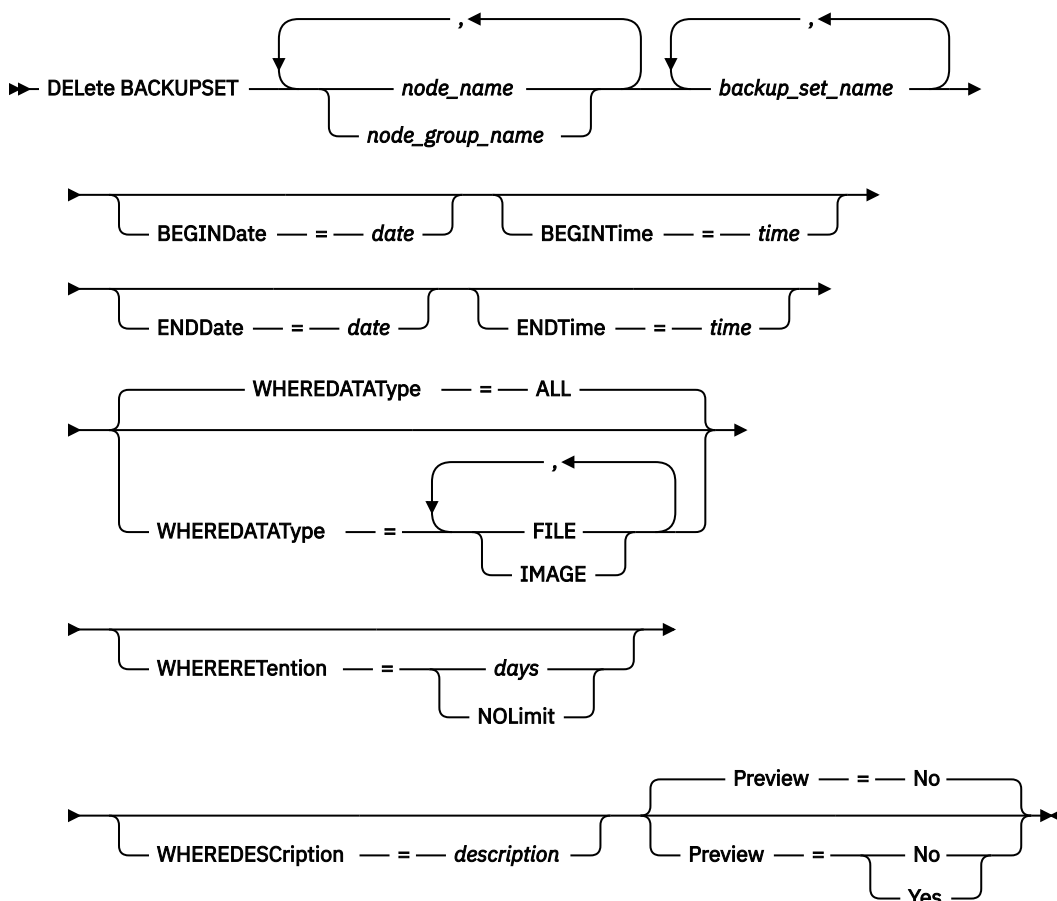 , ,
DELete BACKUPSET node_name backup_set_name
node_group_name
BEGINDate = date BEGINTime = time
ENDDate = date ENDTime = time
WHEREDATAType = ALL
,
WHEREDATAType = FILE
IMAGE
WHERERETention = days
NOLimit
Preview = No
WHEREDESCription = description Preview = No
Yes